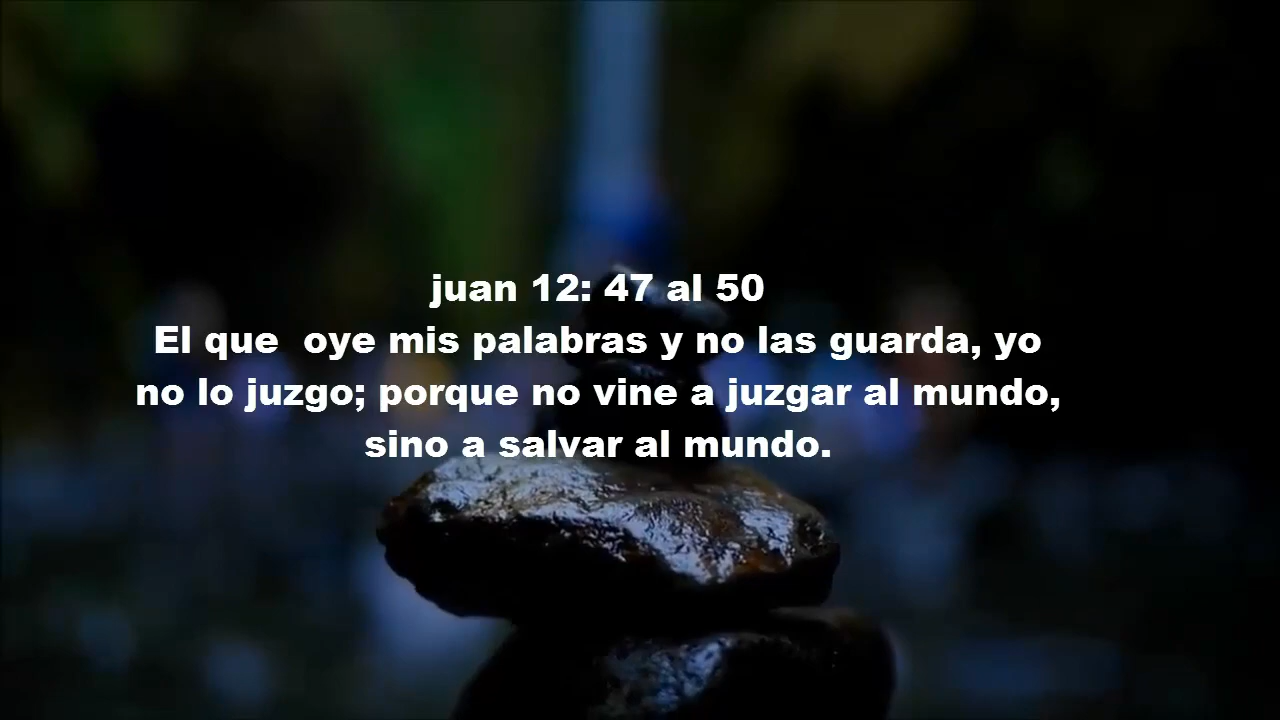 juan 12: 47 al 50
El que  oye mis palabras y no las guarda, yo
no lo juzgo; porque no vine a juzgar al mundo,
sino a salvar al mundo.